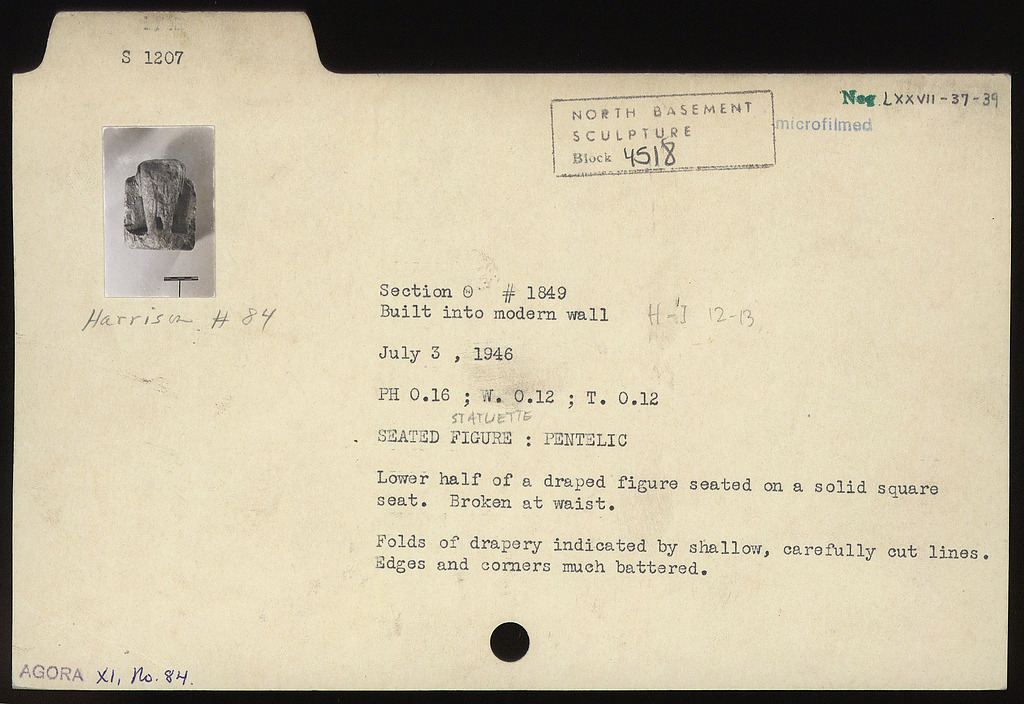 S 1207
NORTH BASEMENT
SCULPTURE
Block 4518
Neg. LXXVII-37-39
microfilmed
Harrison # 84
Section Θ # 1849
Built into modern wall H-I 12-13
July 3 , 1946
PH 0.16 ; W. 0.12 ; T. 0.12
STATUETTE
SEATED FIGURE : PENTELIC
Lower half of a draped figure seated on a solid square
seat. Broken at waist.
Folds of drapery indicated by shallow, carefully cut lines.
Edges and corners much battered.
AGORA XI, No. 84.